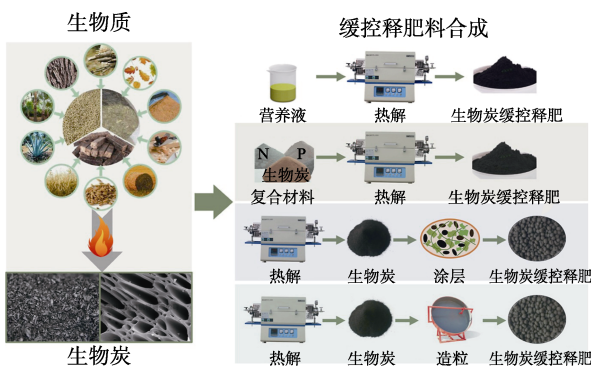 生物质
缓控释肥料合成
营养液
热解
生物炭缓控释肥
N P
生物炭
复合材料
热解
生物炭缓控释肥
热解
生物炭
涂层
生物炭缓控释肥
热解
生物炭
造粒
生物炭缓控释肥
生物炭